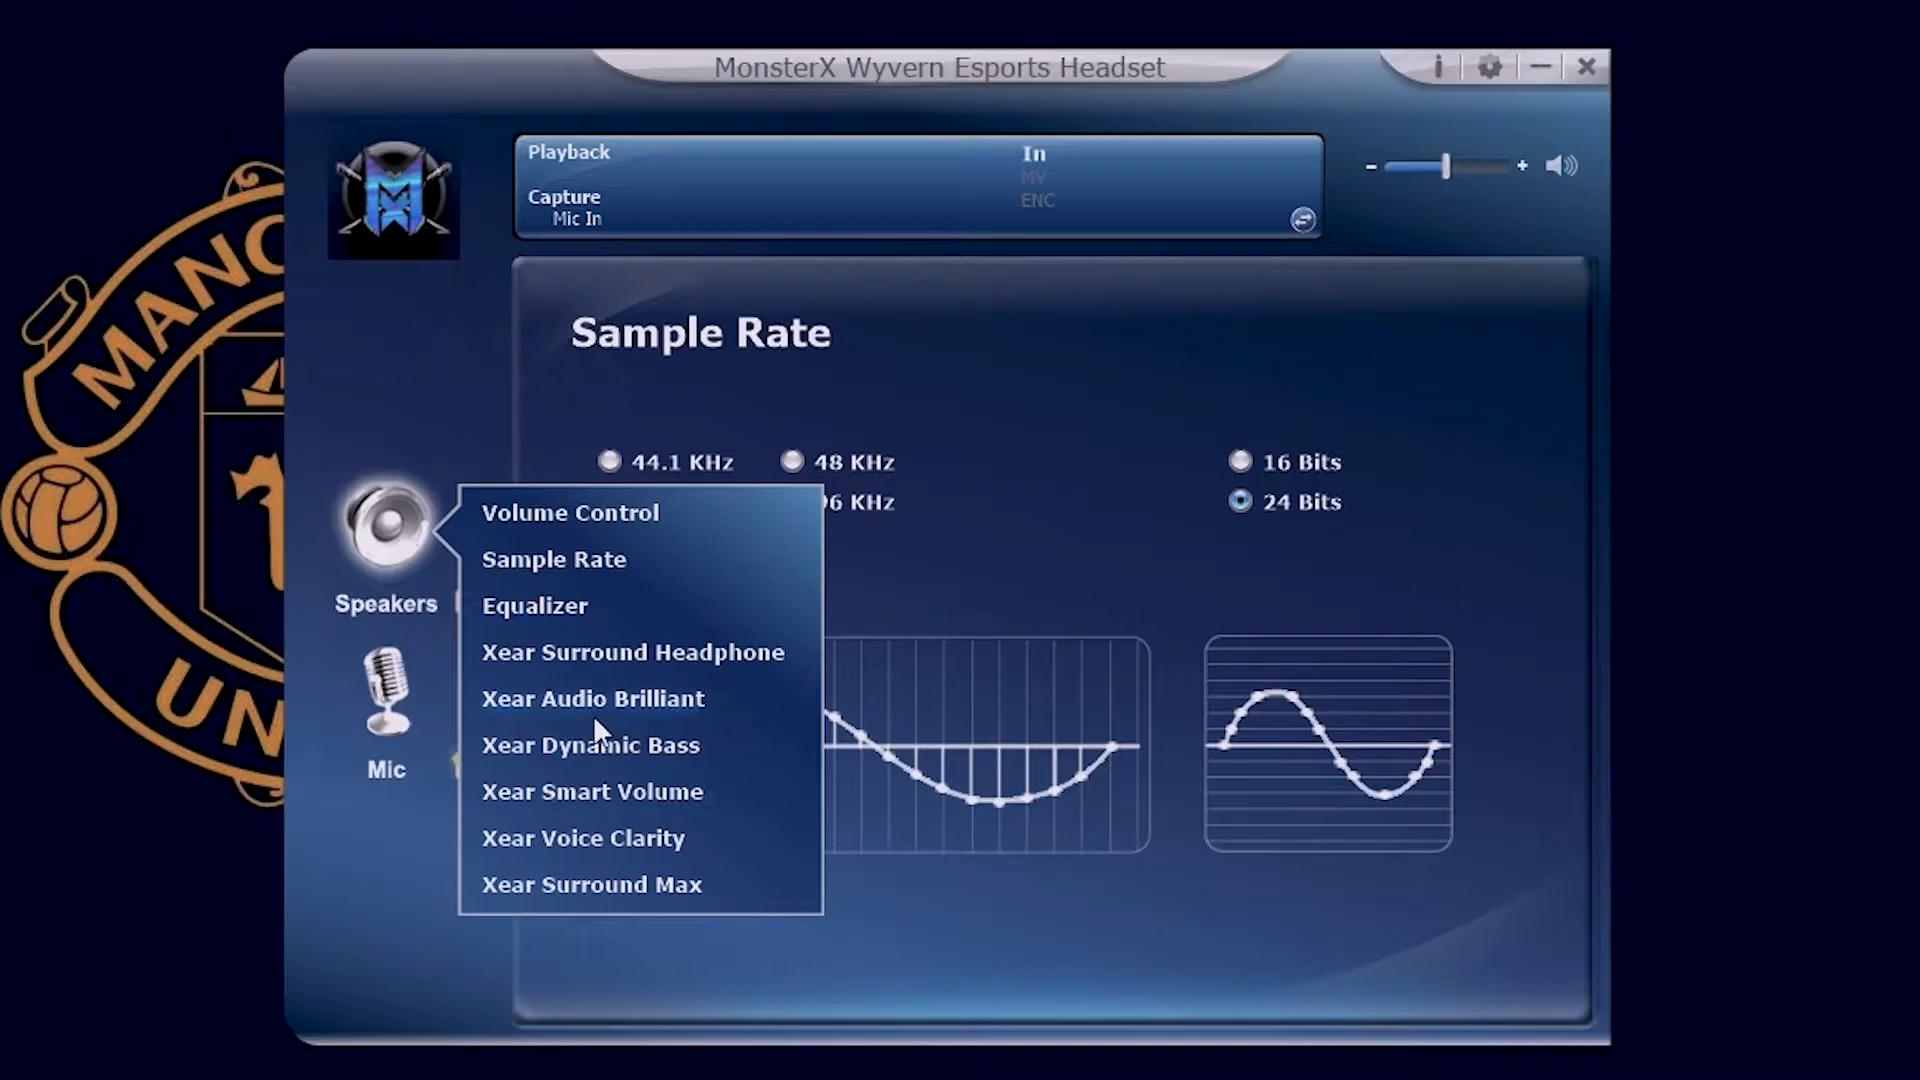 MonsterX Wyvern Esports Headset
Playback
In
MV
Capture
ENC
Mic In
Sample Rate
44.1 KHz
48 KHz
16 Bits
KHz
24 Bits
Volume Control
Sample Rate
Equalizer
Xear Surround Headphone
Xear Audio Brilliant
Xear Dynamic Bass
Xear Smart Volume
Xear Voice Clarity
Xear Surround Max
Speakers
Mic
MANC
UN